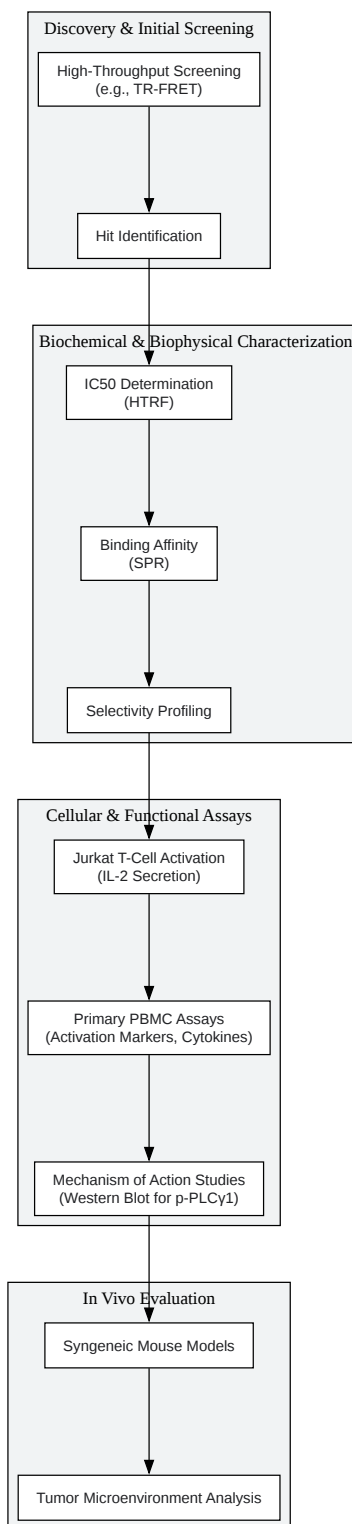 Discovery & Initial Screening
High-Throughput Screening
(e.g., TR-FRET)
Hit Identification
Biochemical & Biophysical Characterization
IC50 Determination
(HTRF)
Binding Affinity
(SPR)
Selectivity Profiling
Cellular & Functional Assays
Jurkat T-Cell Activation
(IL-2 Secretion)
Primary PBMC Assays
(Activation Markers, Cytokines)
Mechanism of Action Studies
(Western Blot for p-PLCγ1)
In Vivo Evaluation
Syngeneic Mouse Models
Tumor Microenvironment Analysis